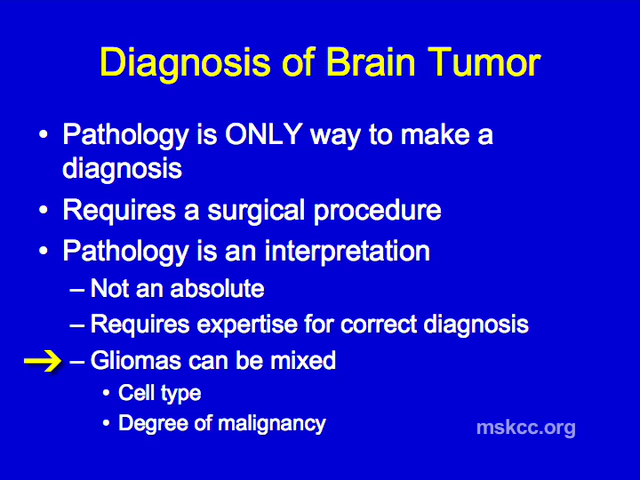 Diagnosis of Brain Tumor
• Pathology is ONLY way to make a
diagnosis
• Requires a surgical procedure
• Pathology is an interpretation
– Not an absolute
– Requires expertise for correct diagnosis
– Gliomas can be mixed
• Cell type
• Degree of malignancy
mskcc.org